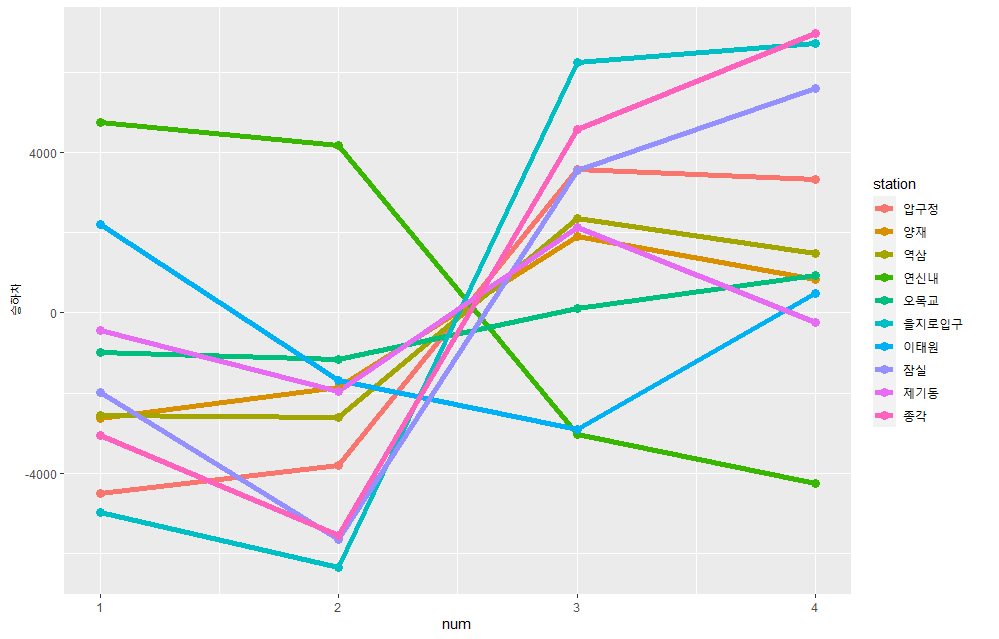 4000
0
-4000
승하차
1
2
3
4
num
station
압구정
양재
역삼
연신내
오목교
을지로입구
이태원
잠실
제기동
종각